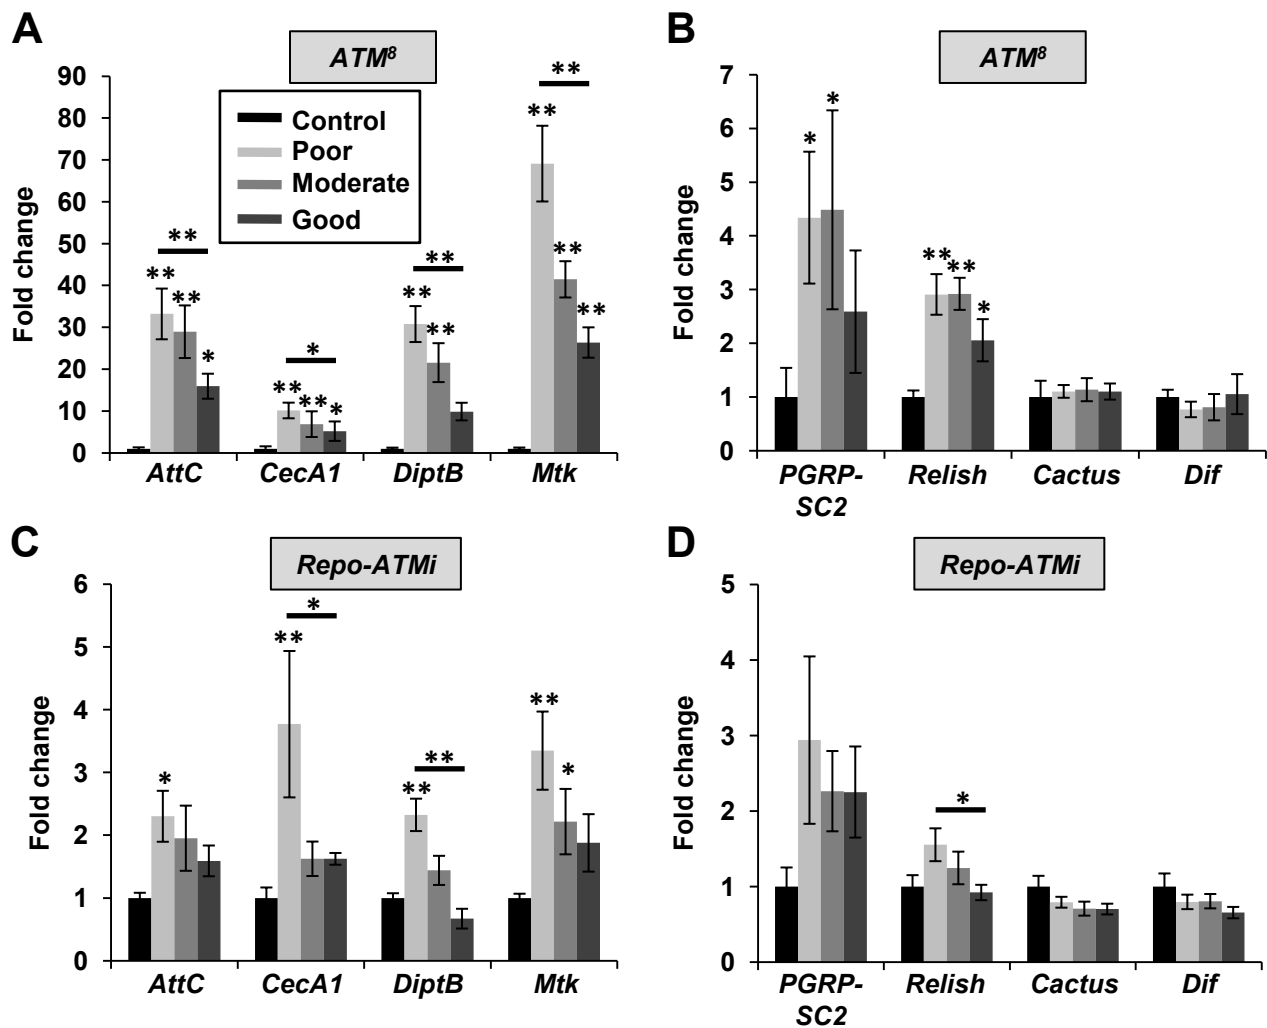 A
ATM⁸
Fold change
90
80
70
60
50
40
30
20
10
0
Control
Poor
Moderate
Good
** ** * **
** ** * *
** ** **
** ** ** **
AttC CecA1 DiptB Mtk
B
ATM⁸
Fold change
7
6
5
4
3
2
1
0
* *
** ** *
PGRP-
SC2
Relish Cactus Dif
C
Repo-ATMi
Fold change
6
5
4
3
2
1
0
*
** *
** **
** *
AttC CecA1 DiptB Mtk
D
Repo-ATMi
Fold change
5
4
3
2
1
0
*
PGRP-
SC2
Relish Cactus Dif